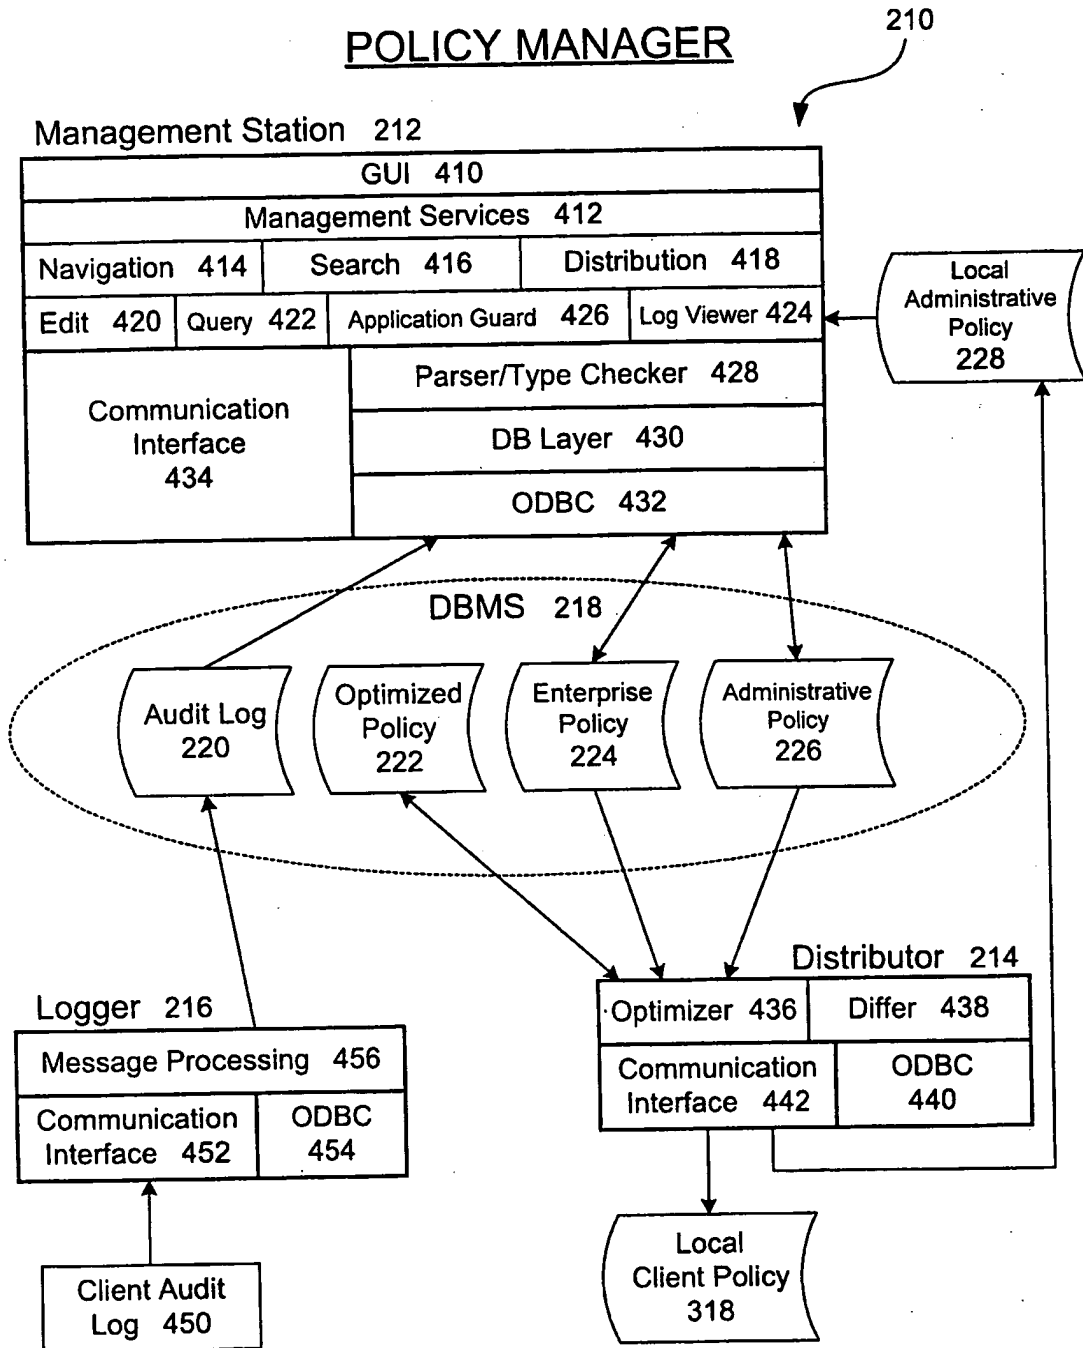 210
POLICY MANAGER
Management Station 212
GUI 410
Management Services 412
Navigation 414
Search 416
Distribution 418
Edit 420
Query 422
Application Guard 426
Log Viewer 424
Local
Administrative
Policy
228
Communication
Interface
434
Parser/Type Checker 428
DB Layer 430
ODBC 432
DBMS 218
Audit Log
220
Optimized
Policy
222
Enterprise
Policy
224
Administrative
Policy
226
Distributor 214
Optimizer 436
Differ 438
Communication
Interface 442
ODBC
440
Logger 216
Message Processing 456
Communication
Interface 452
ODBC
454
Client Audit
Log 450
Local
Client Policy
318